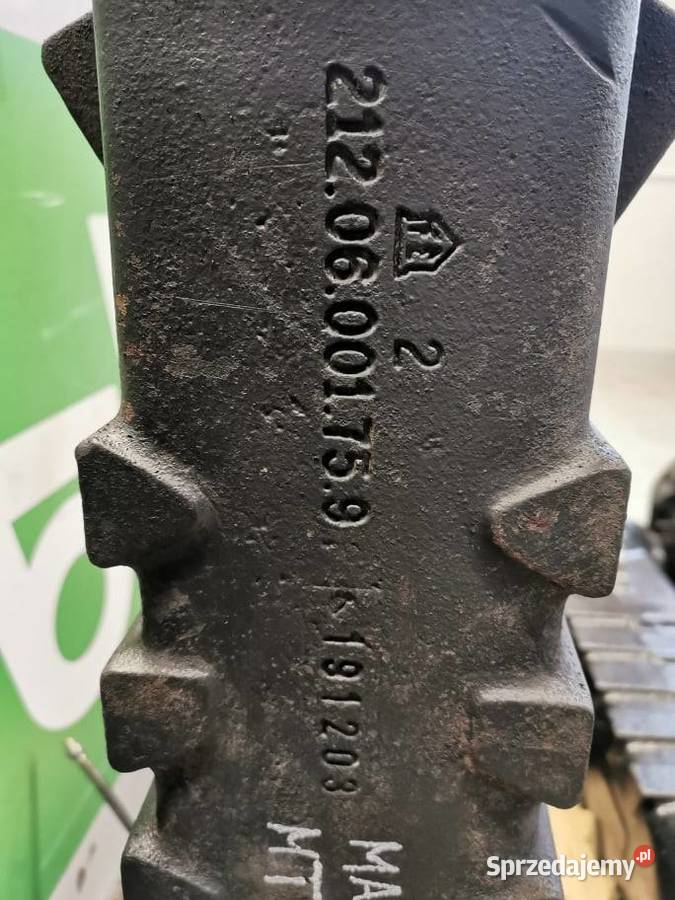 212.06.001.75.9
2
191203
MA
MT
Sprzedajemy.pl